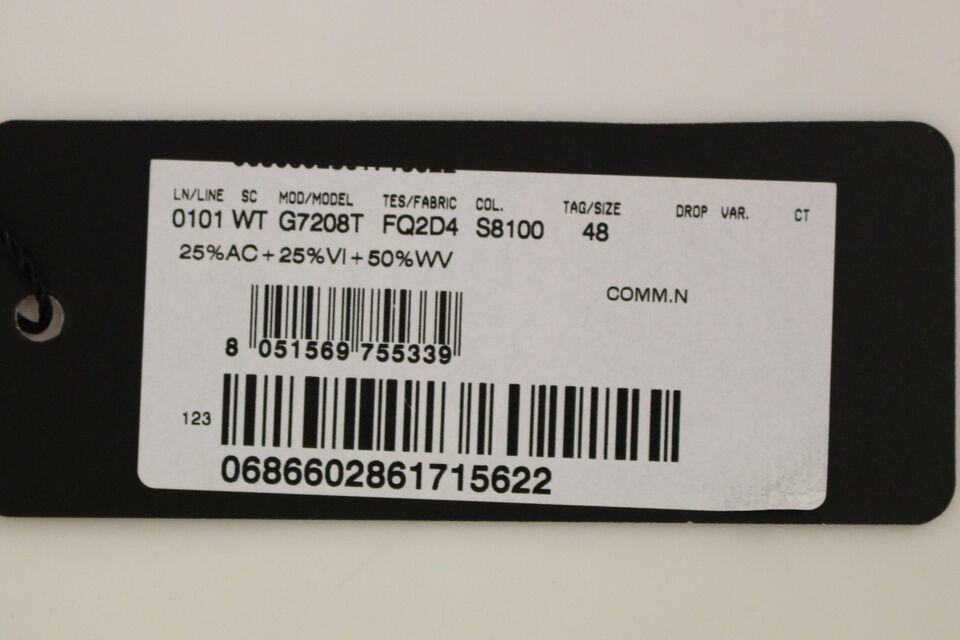 LN/LINE SC MOD/MODEL TES/FABRIC COL. TAG/SIZE DROP VAR. CT
0101 WT G7208T FQ2D4 S8100 48
25%AC+25%VI+50%WV
COMM.N
8 051569 755339
123
0686602861715622